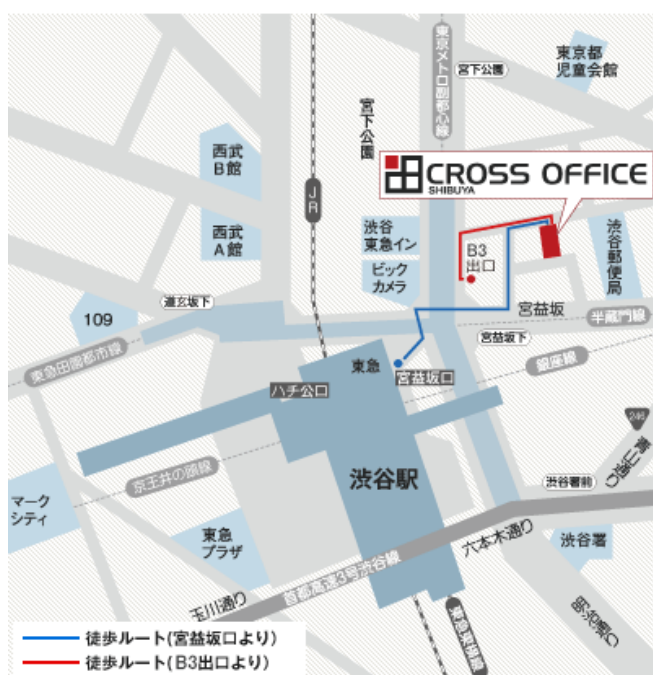 東京都
児童会館
宮下公園
東京メトロ副都心線
宮下公園
西武
B館
JR
CROSS OFFICE
SHIBUYA
西武
A館
渋谷
東急イン
B3
出口
渋谷郵便局
ビック
カメラ
道玄坂下
宮益坂
半蔵門線
109
宮益坂下
東急田園都市線
東急
宮益坂口
銀座線
ハチ公口
246
青山通り
京王井の頭線
渋谷駅
渋谷署前
マーク
シティ
東急
プラザ
六本木通り
渋谷署
首都高速3号渋谷線
玉川通り
明治通り
東急東横線
徒歩ルート(宮益坂口より)
徒歩ルート(B3出口より)